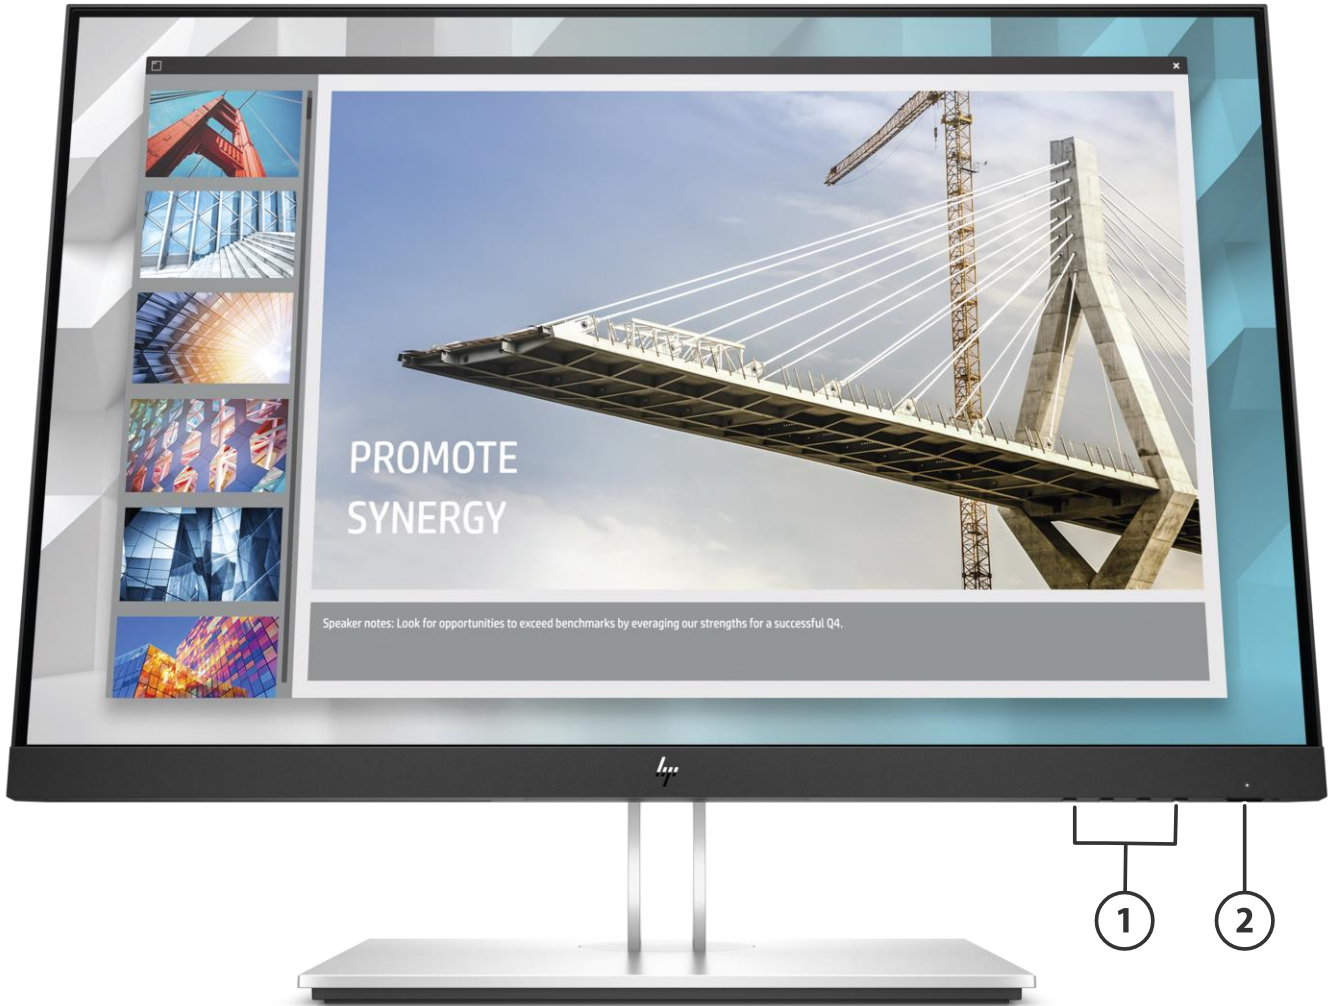 PROMOTE
SYNERGY
Speaker notes: Look for opportunities to exceed benchmarks by everaging our strengths for a successful Q4.
hp
1
2